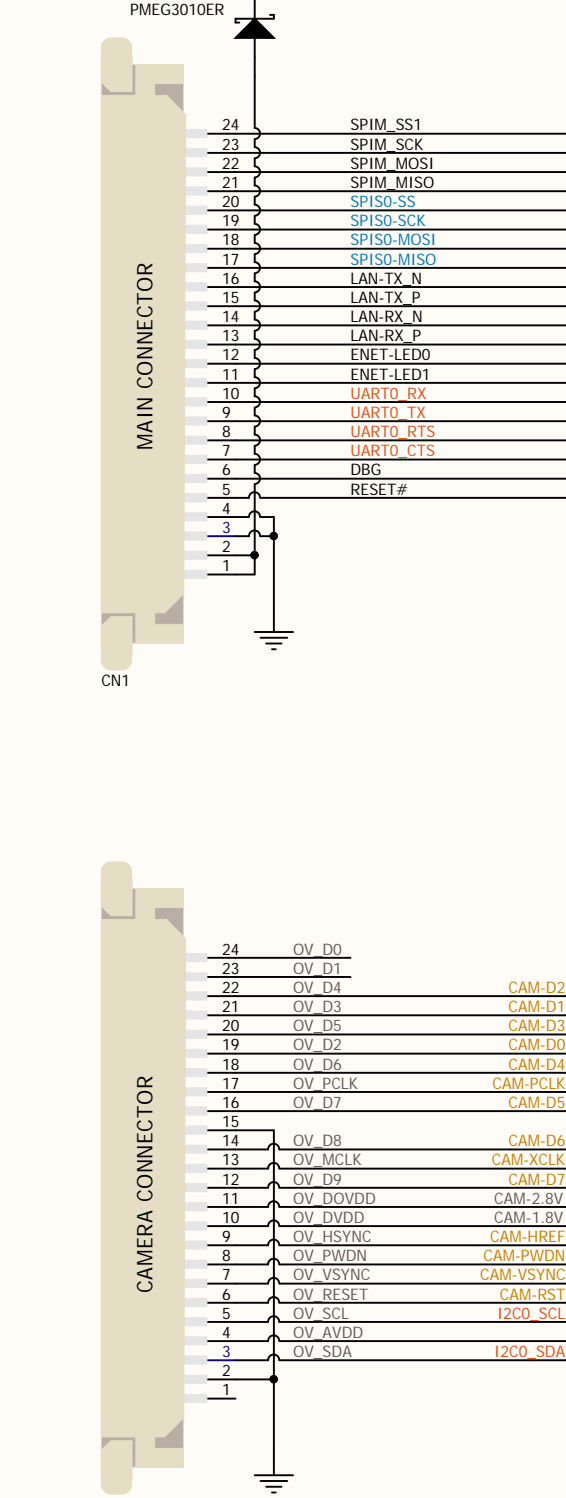 PMEG3010ER
MAIN CONNECTOR
24 SPIM_SS1
23 SPIM_SCK
22 SPIM_MOSI
21 SPIM_MISO
20 SPIS0-SS
19 SPIS0-SCK
18 SPIS0-MOSI
17 SPIS0-MISO
16 LAN-TX_N
15 LAN-TX_P
14 LAN-RX_N
13 LAN-RX_P
12 ENET-LED0
11 ENET-LED1
10 UART0_RX
9 UART0_TX
8 UART0_RTS
7 UART0_CTS
6 DBG
5 RESET#
4
3
2
1
CN1
CAMERA CONNECTOR
24 OV_D0
23 OV_D1
22 OV_D4 CAM-D2
21 OV_D3 CAM-D1
20 OV_D5 CAM-D3
19 OV_D2 CAM-D0
18 OV_D6 CAM-D4
17 OV_PCLK CAM-PCLK
16 OV_D7 CAM-D5
15
14 OV_D8 CAM-D6
13 OV_MCLK CAM-XCLK
12 OV_D9 CAM-D7
11 OV_DOVDD CAM-2.8V
10 OV_DVDD CAM-1.8V
9 OV_HSYNC CAM-HREF
8 OV_PWDN CAM-PWDN
7 OV_VSYNC CAM-VSYNC
6 OV_RESET CAM-RST
5 OV_SCL I2C0_SCL
4 OV_AVDD
3 OV_SDA I2C0_SDA
2
1